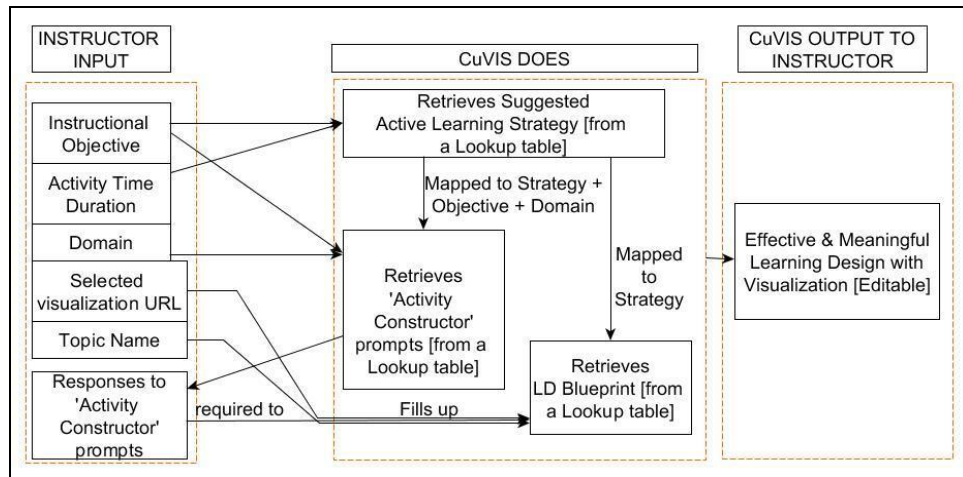 INSTRUCTOR
INPUT
CuVIS DOES
CuVIS OUTPUT TO
INSTRUCTOR
Instructional
Objective
Activity Time
Duration
Domain
Selected
visualization URL
Topic Name
Responses to
'Activity
Constructor'
prompts
Retrieves Suggested
Active Learning Strategy [from
a Lookup table]
Mapped to Strategy +
Objective + Domain
Retrieves
'Activity
Constructor'
prompts [from a
Lookup table]
Mapped
to
Strategy
Retrieves
LD Blueprint [from
a Lookup table]
required to
Fills up
Effective & Meaningful
Learning Design with
Visualization [Editable]